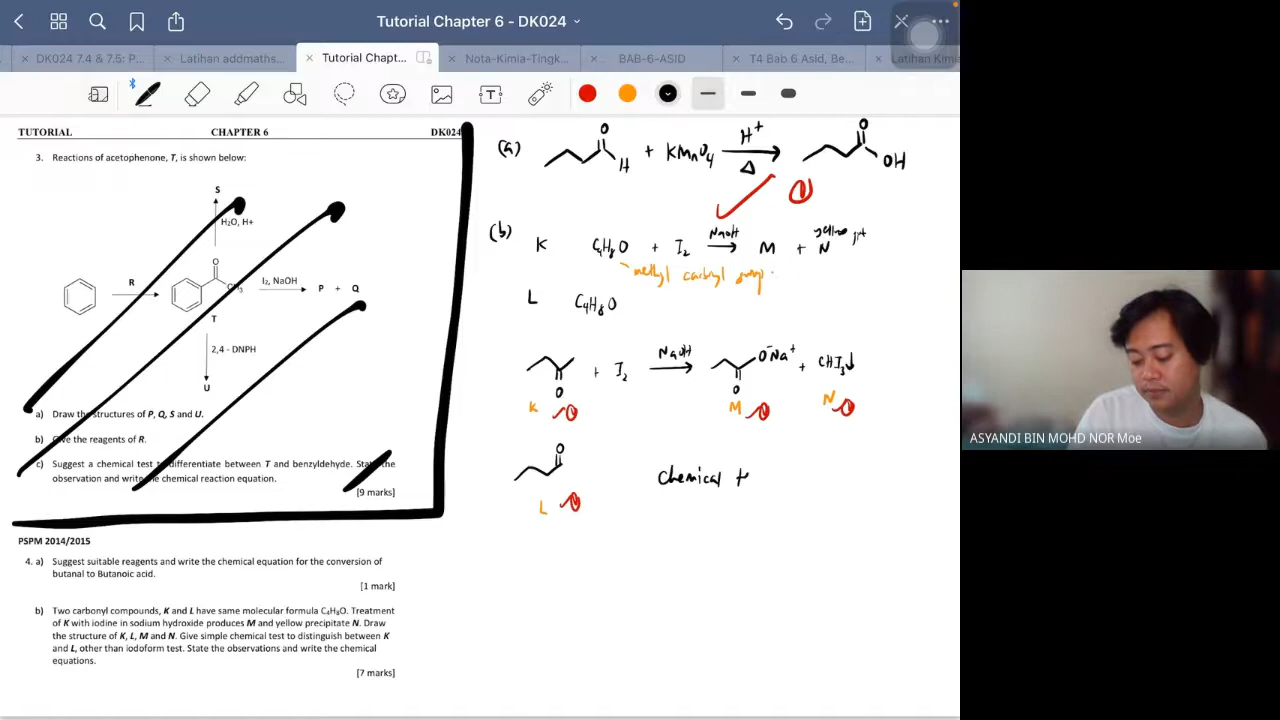 Tutorial Chapter 6 - DK024
DK024 7.4 & 7.5: P...
Latihan addmaths...
Tutorial Chapt...
Nota-Kimia-Tingk...
BAB-6-ASID
T4 Bab 6 Asid, Be...
Latihan Kimi
TUTORIAL CHAPTER 6 DK024
3. Reactions of acetophenone, T, is shown below:
S
H₂O, H+
O
R
CH₃
I₂, NaOH
P + Q
T
2,4 - DNPH
U
a) Draw the structures of P, Q, S and U.
b) Give the reagents of R.
c) Suggest a chemical test to differentiate between T and benzyldehyde. State the
observation and write the chemical reaction equation.
[9 marks]
PSPM 2014/2015
4. a) Suggest suitable reagents and write the chemical equation for the conversion of
butanal to Butanoic acid.
[1 mark]
b) Two carbonyl compounds, K and L have same molecular formula C₄H₈O. Treatment
of K with iodine in sodium hydroxide produces M and yellow precipitate N. Draw
the structure of K, L, M and N. Give simple chemical test to distinguish between K
and L, other than iodoform test. State the observations and write the chemical
equations.
[7 marks]
(a) O H + KMnO₄ H⁺ Δ O OH
1
(b) K C₄H₈O + I₂ NaOH M + N
methyl carbonyl
L C₄H₈O
O + I₂ NaOH O O⁻Na⁺ + CHI₃↓
K M N
O
L
Chemical t
ASYANDI BIN MOHD NOR Moe